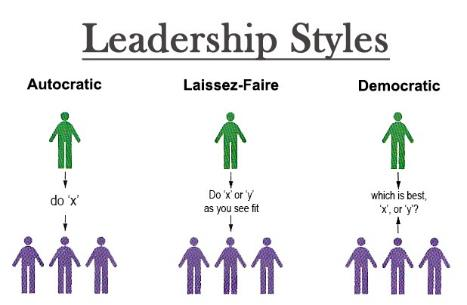 Leadership Styles
Autocratic
Laissez-Faire
Democratic
do 'x'
Do 'x' or 'y'
as you see fit
which is best,
'x', or 'y'?